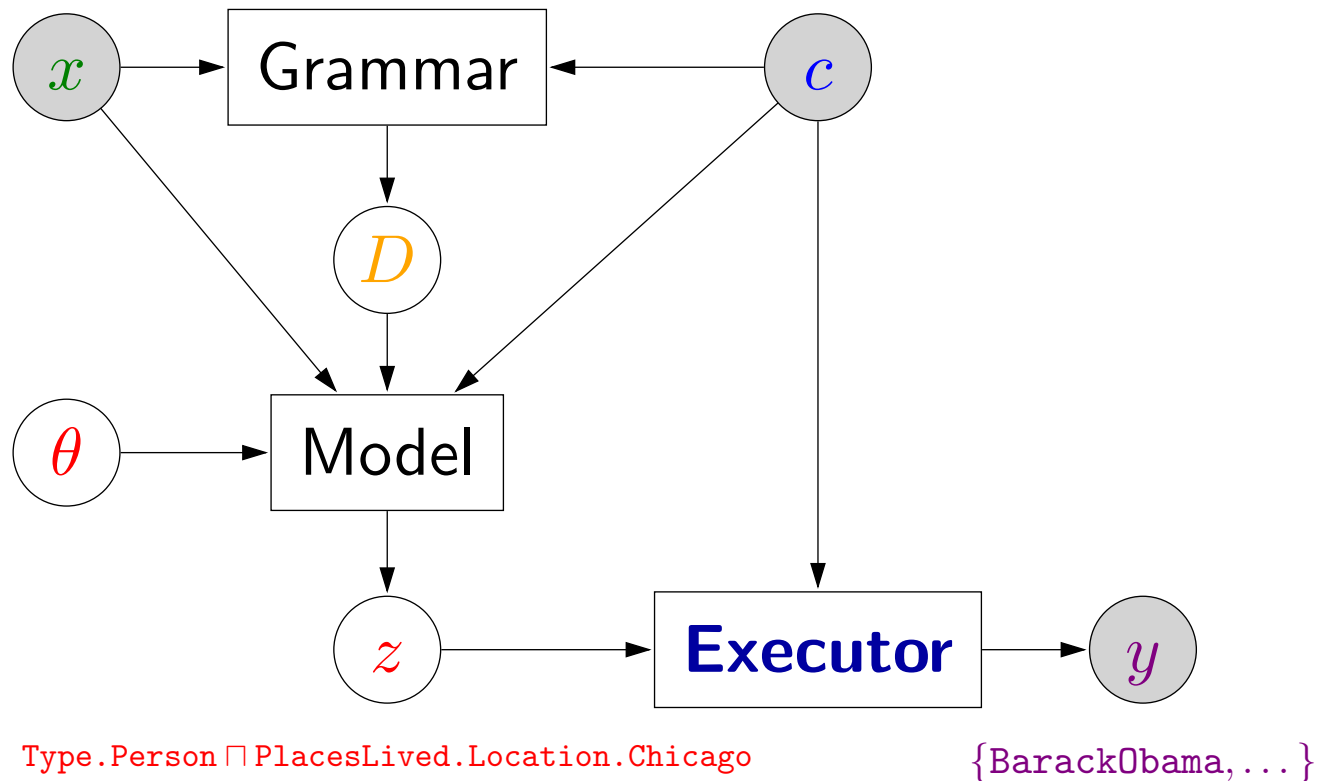 x Grammar c
D
θ Model
z Executor y
Type.Person ⊓ PlacesLived.Location.Chicago {BarackObama, ...}